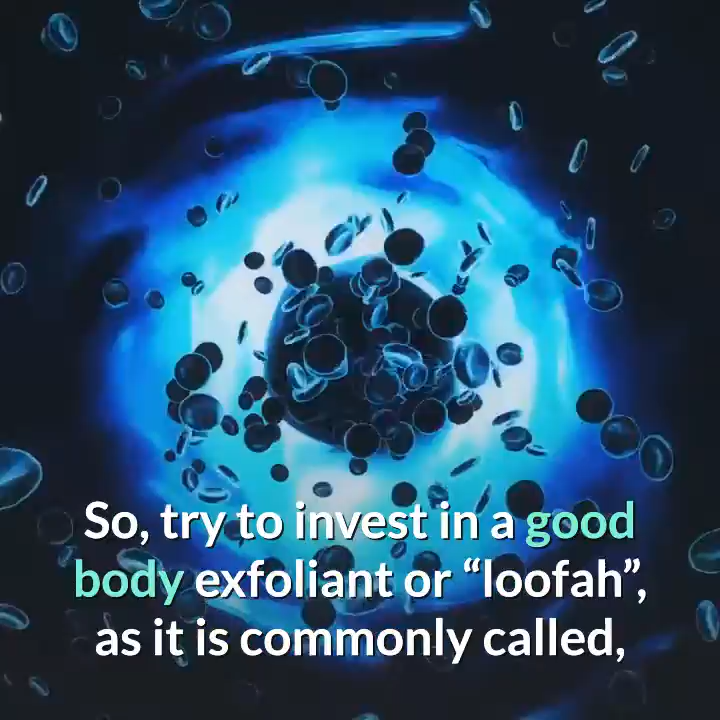 So, try to invest in a good
body exfoliant or “loofah”,
as it is commonly called,